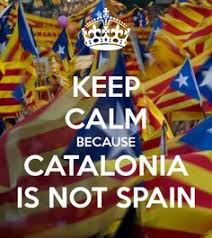 KEEP
CALM
BECAUSE
CATALONIA
IS NOT SPAIN